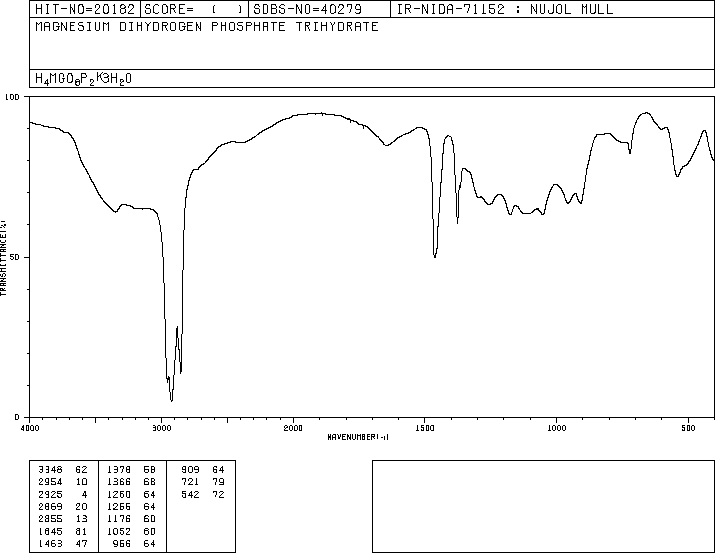 HIT-NO=20182 SCORE= ( ) SDBS-NO=40279 IR-NIDA-71152 : NUJOL MULL
MAGNESIUM DIHYDROGEN PHOSPHATE TRIHYDRATE
100
50
0
TRANSMITTANCE(%)
4000 3000 2000 1500 1000 500
WAVENUMBER(-1)
3348 62 1378 58 909 64
2954 10 1366 68 721 79
2925 4 1260 64 542 72
2869 20 1255 64
2855 13 1176 60
1645 81 1052 60
1463 47 956 64